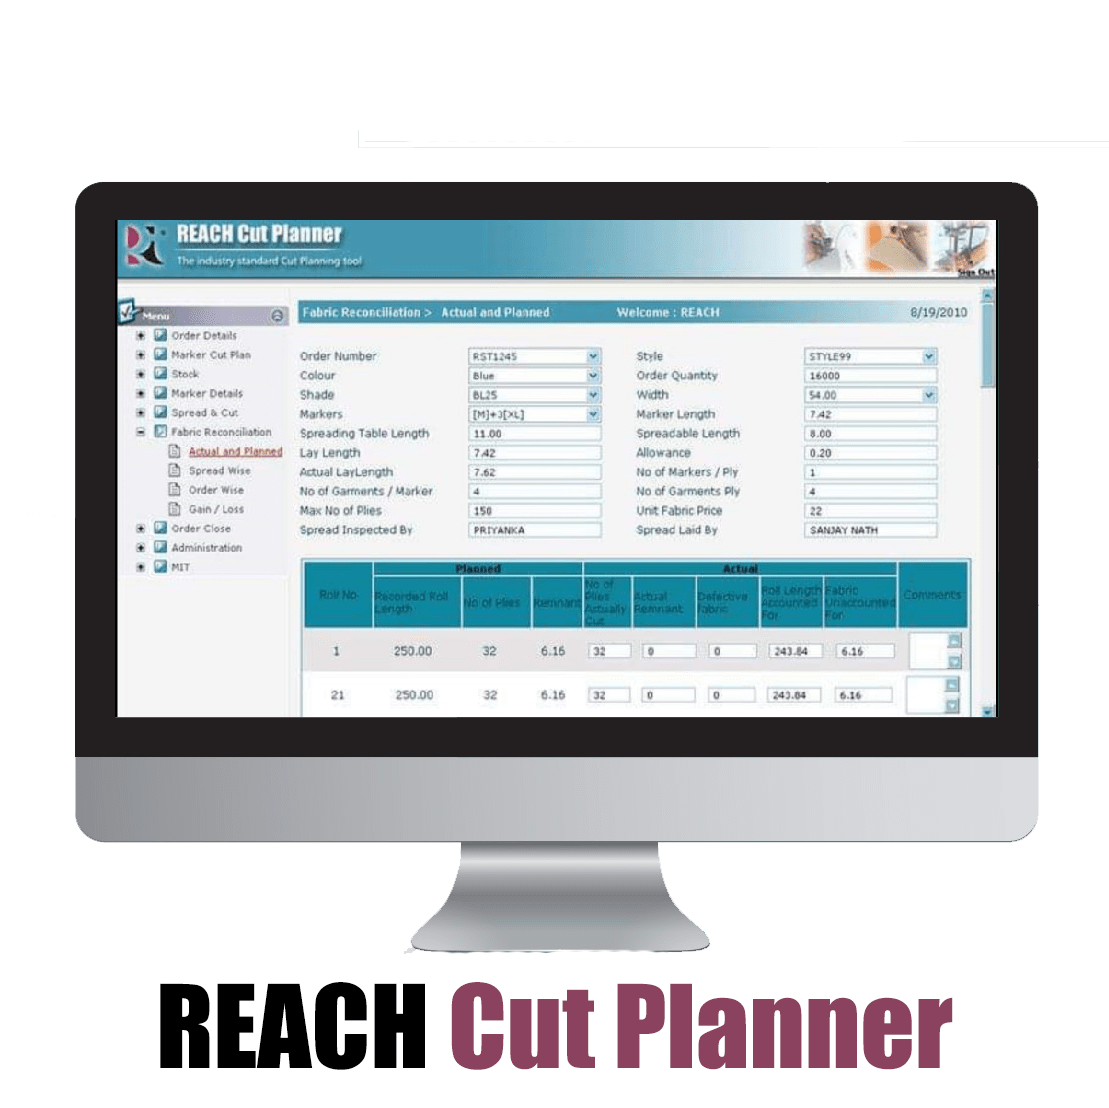 REACH Cut Planner
The industry standard Cut Planning tool
Sign Out
Menu
Order Details
Marker Cut Plan
Stock
Marker Details
Spread & Cut
Fabric Reconciliation
Actual and Planned
Spread Wise
Order Wise
Gain / Loss
Order Close
Administration
MIT
Fabric Reconciliation > Actual and Planned Welcome : REACH 8/19/2010
Order Number RST1245 Style STYLE99
Colour Blue Order Quantity 16000
Shade BL25 Width 54.00
Markers [M]+3[XL] Marker Length 7.42
Spreading Table Length 11.00 Spreadable Length 8.00
Lay Length 7.42 Allowance 0.20
Actual LayLength 7.62 No of Markers / Ply 1
No of Garments / Marker 4 No of Garments Ply 4
Max No of Plies 150 Unit Fabric Price 22
Spread Inspected By PRIYANKA Spread Laid By SANJAY NATH
Planned Actual
Roll No Recorded Roll Length No of Plies Remnant No of Plies Actually Cut Actual Remnant Defective Fabric Roll Length Accounted For Fabric Unaccounted For Comments
1 250.00 32 6.16 32 0 0 243.84 6.16
21 250.00 32 6.16 32 0 0 243.84 6.16
REACH Cut Planner